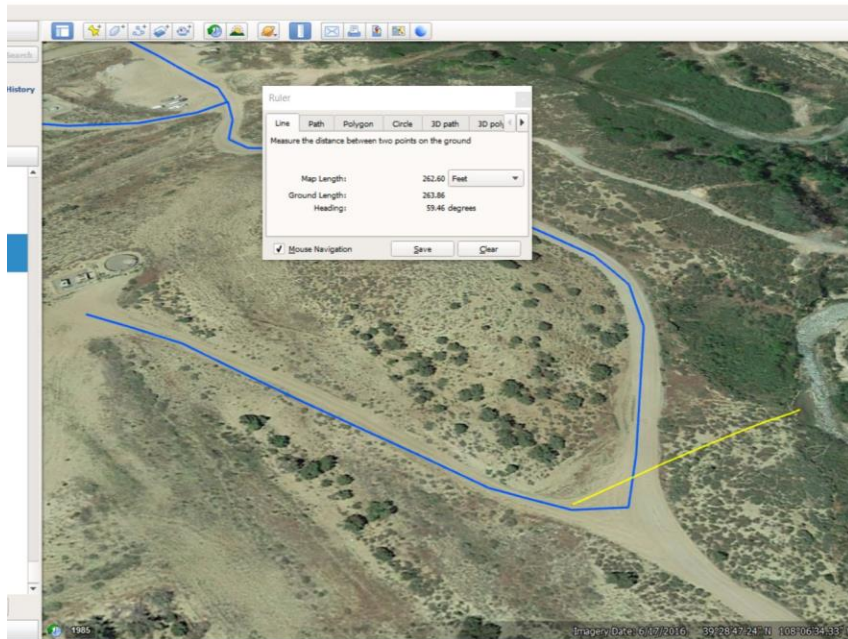 Search
History
Ruler
Line Path Polygon Circle 3D path 3D poly
Measure the distance between two points on the ground
Map Length: 262.60 Feet
Ground Length: 263.86
Heading: 59.46 degrees
Mouse Navigation Save Clear
1985 Imagery Date: 6/17/2016 39°28'47.24" N 108°06'34.33"